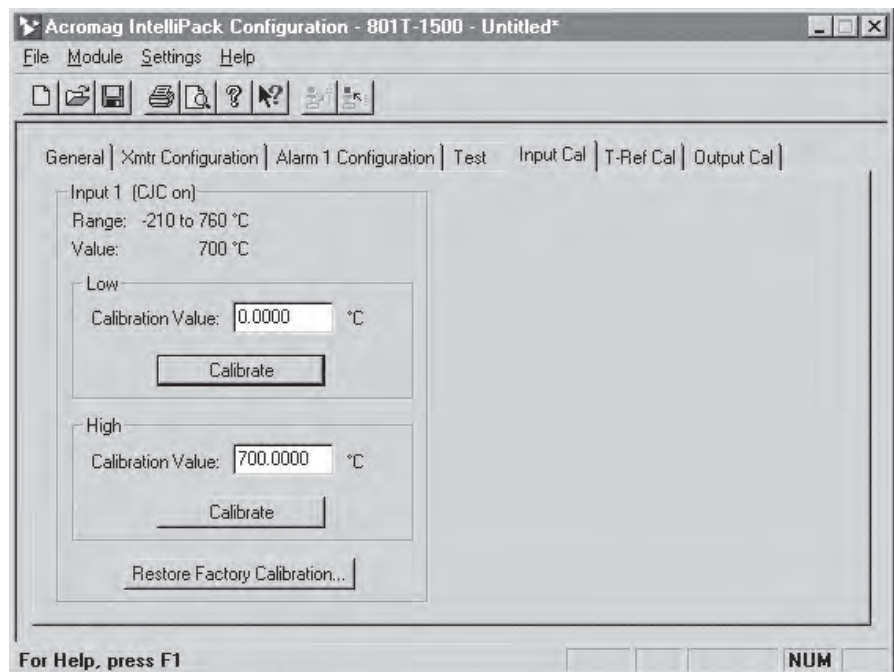 Acromag IntelliPack Configuration - 801T-1500 - Untitled*
File Module Settings Help
General Xmtr Configuration Alarm 1 Configuration Test Input Cal T-Ref Cal Output Cal
Input 1 (CJC on)
Range: -210 to 760 °C
Value: 700 °C
Low
Calibration Value: 0.0000 °C
Calibrate
High
Calibration Value: 700.0000 °C
Calibrate
Restore Factory Calibration...
For Help, press F1 NUM